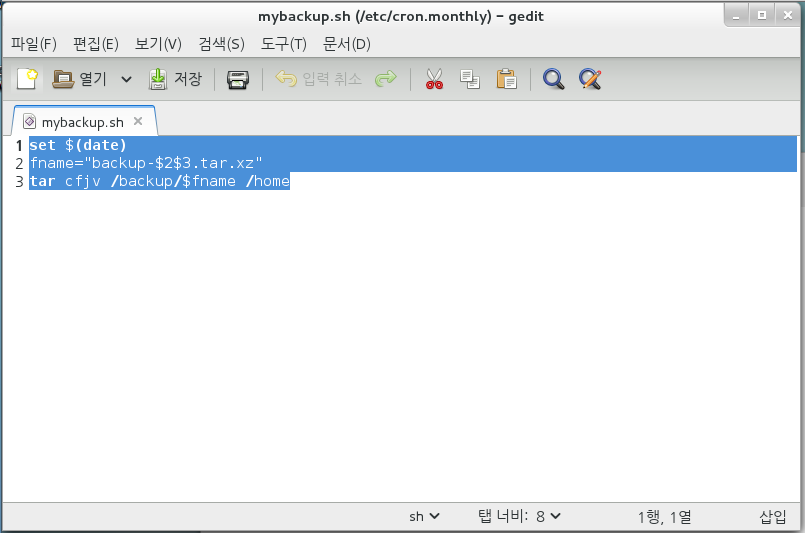 mybackup.sh (/etc/cron.monthly) – gedit
파일(F) 편집(E) 보기(V) 검색(S) 도구(T) 문서(D)
열기 저장 입력 취소
mybackup.sh
1 set $(date)
2 fname="backup-$2$3.tar.xz"
3 tar cfjv /backup/$fname /home
sh 탭 너비: 8 1행, 1열 삽입